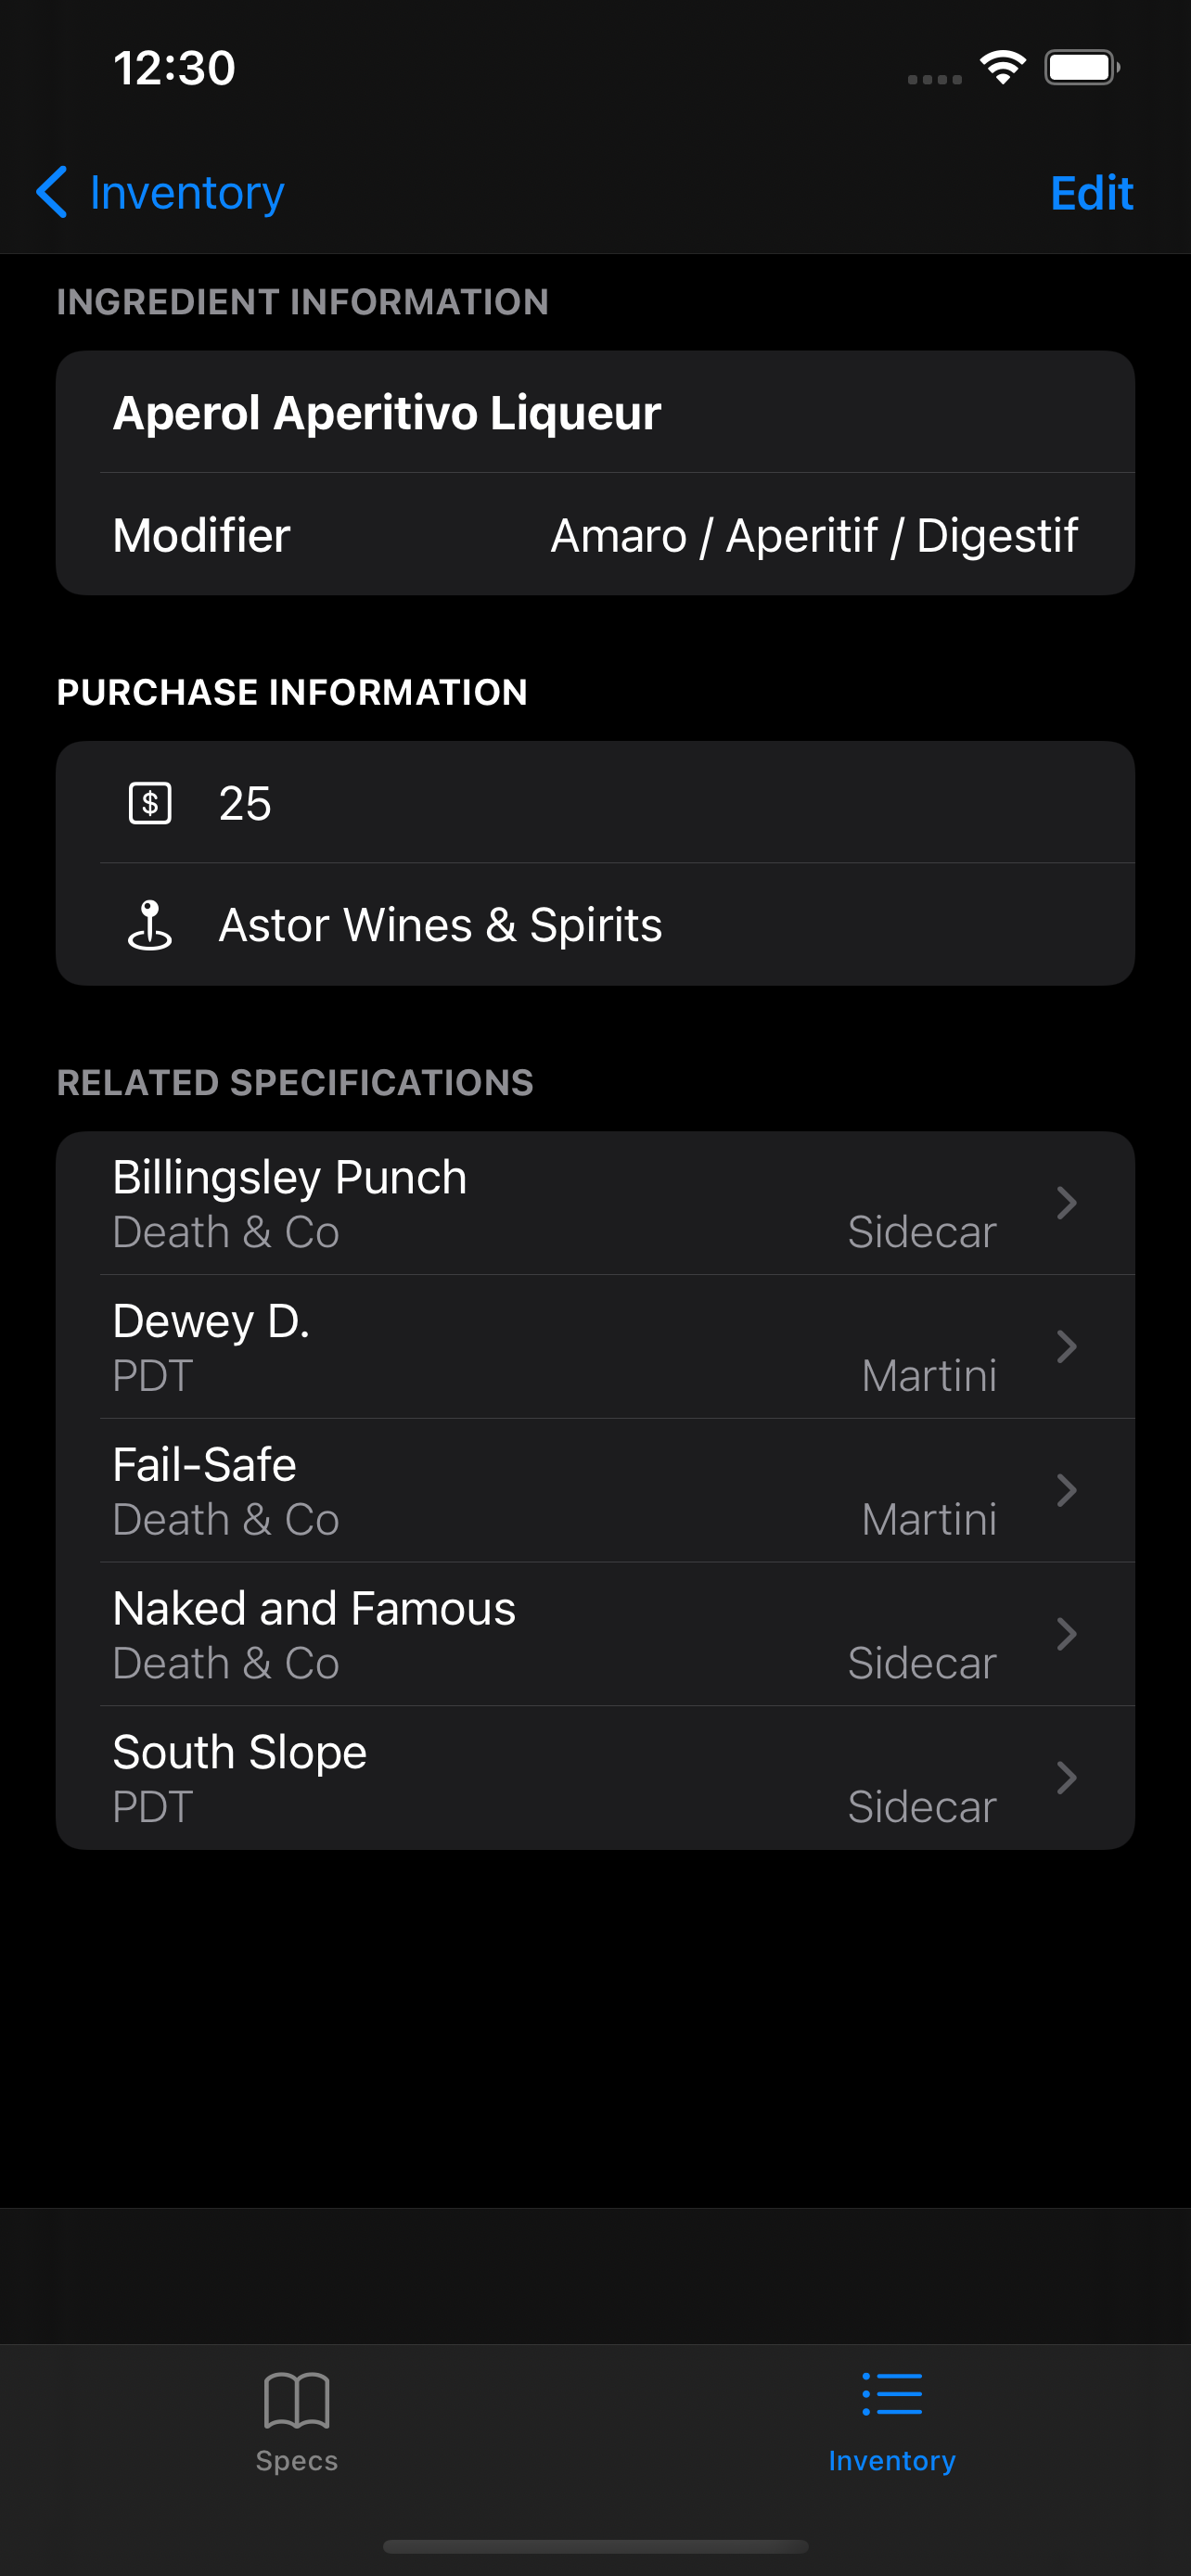 12:30
Inventory
Edit
INGREDIENT INFORMATION
Aperol Aperitivo Liqueur
Modifier Amaro / Aperitif / Digestif
PURCHASE INFORMATION
$ 25
Astor Wines & Spirits
RELATED SPECIFICATIONS
Billingsley Punch
Death & Co Sidecar
Dewey D.
PDT Martini
Fail-Safe
Death & Co Martini
Naked and Famous
Death & Co Sidecar
South Slope
PDT Sidecar
Specs
Inventory